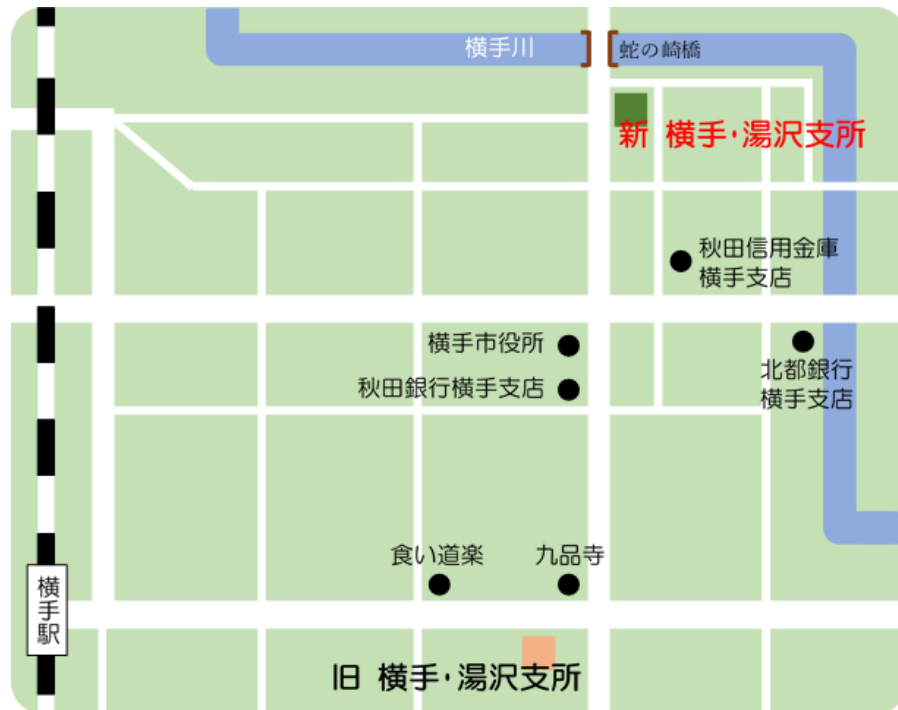 横手川
蛇の崎橋
新 横手・湯沢支所
秋田信用金庫
横手支店
横手市役所
秋田銀行横手支店
北都銀行
横手支店
食い道楽
九品寺
横手駅
旧 横手・湯沢支所